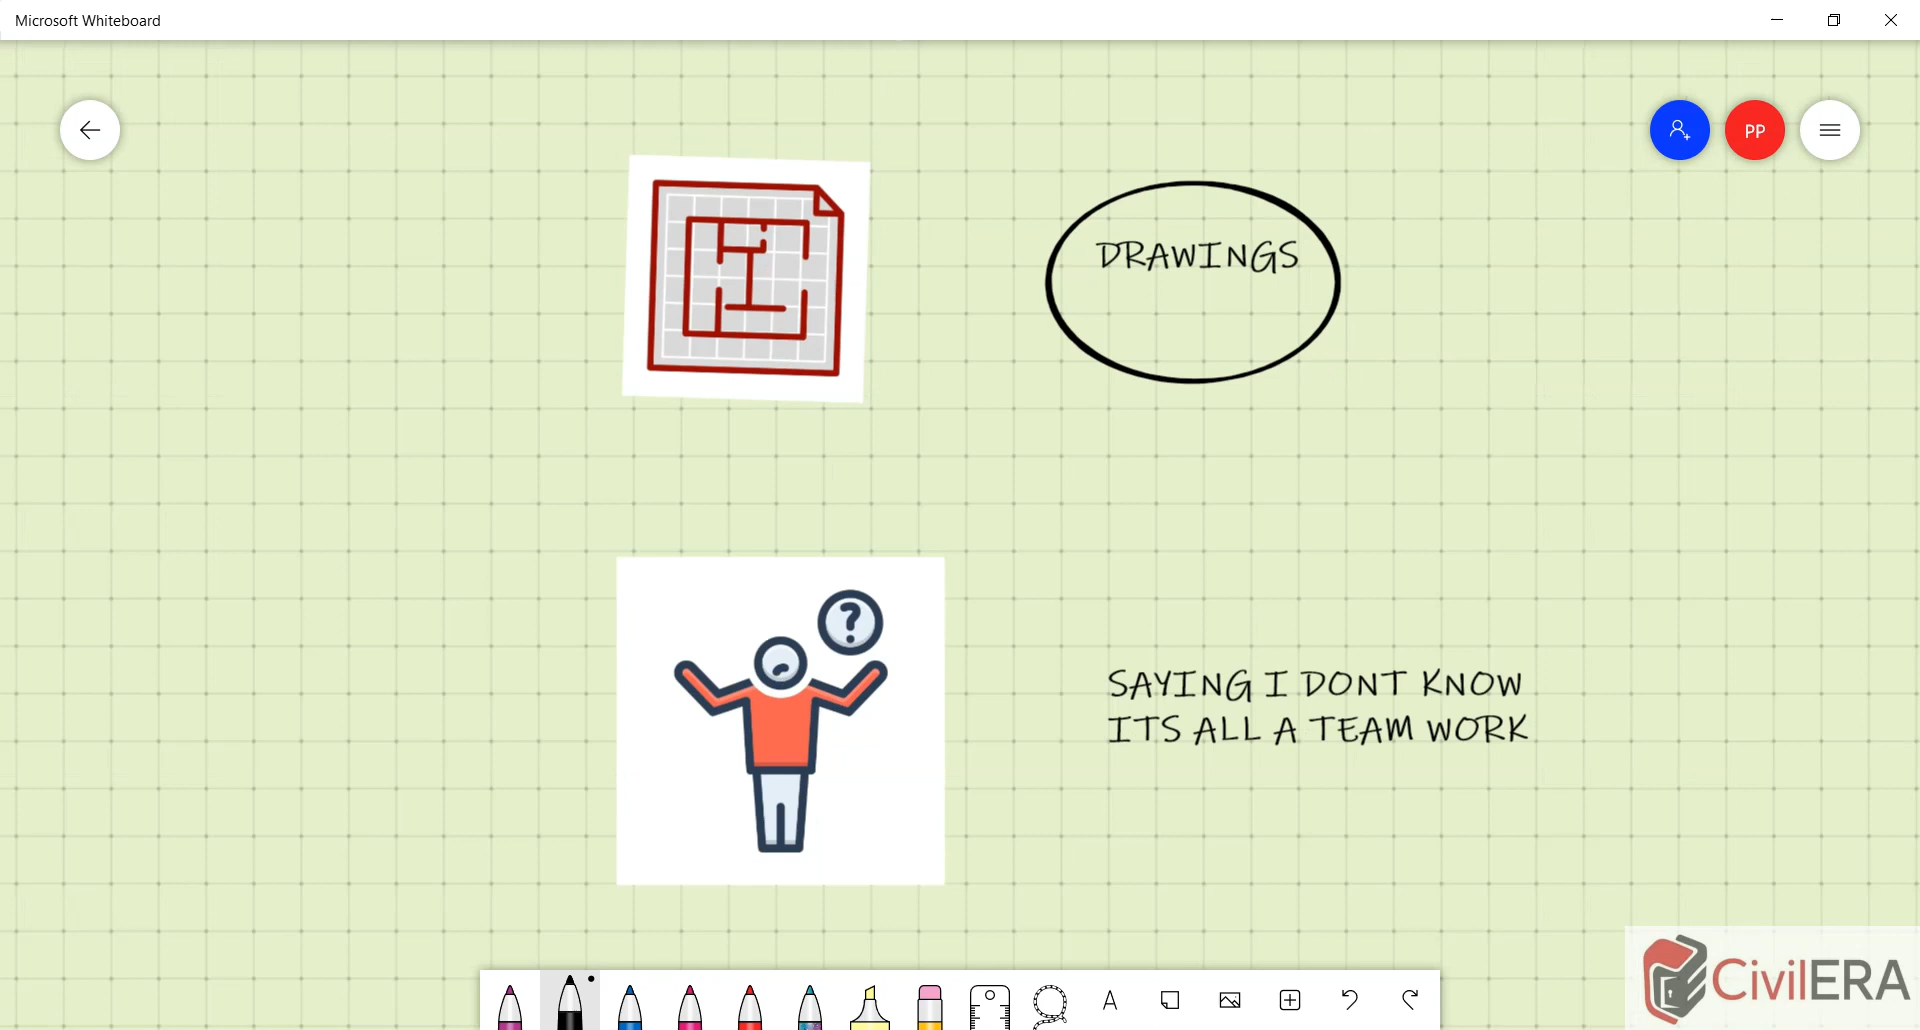 Microsoft Whiteboard
PP
DRAWINGS
?
SAYING I DONT KNOW
ITS ALL A TEAM WORK
CivilERA